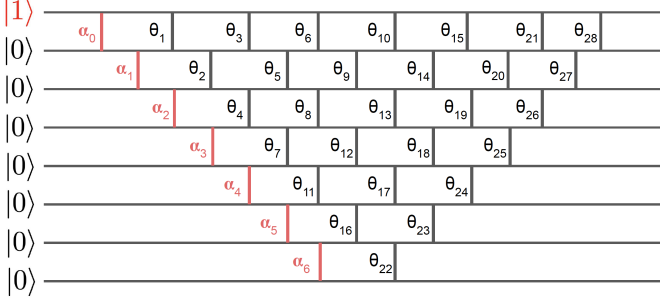 |1⟩
α₀ θ₁ θ₃ θ₆ θ₁₀ θ₁₅ θ₂₁ θ₂₈
|0⟩
α₁ θ₂ θ₅ θ₉ θ₁₄ θ₂₀ θ₂₇
|0⟩
α₂ θ₄ θ₈ θ₁₃ θ₁₉ θ₂₆
|0⟩
α₃ θ₇ θ₁₂ θ₁₈ θ₂₅
|0⟩
α₄ θ₁₁ θ₁₇ θ₂₄
|0⟩
α₅ θ₁₆ θ₂₃
|0⟩
α₆ θ₂₂
|0⟩